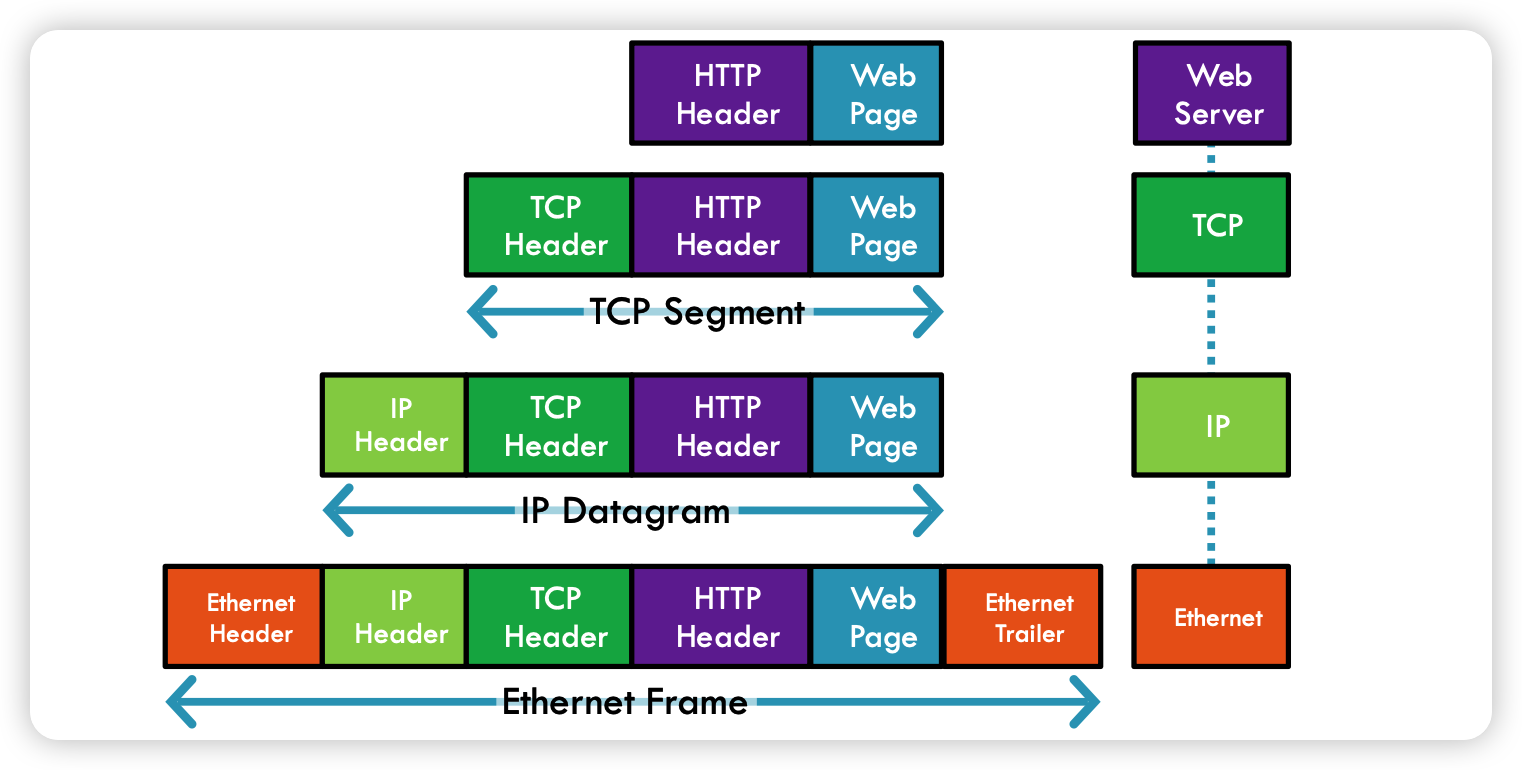 HTTP
Header
Web
Page
Web
Server
TCP
Header
HTTP
Header
Web
Page
TCP
TCP Segment
IP
Header
TCP
Header
HTTP
Header
Web
Page
IP
IP Datagram
Ethernet
Header
IP
Header
TCP
Header
HTTP
Header
Web
Page
Ethernet
Trailer
Ethernet
Ethernet Frame